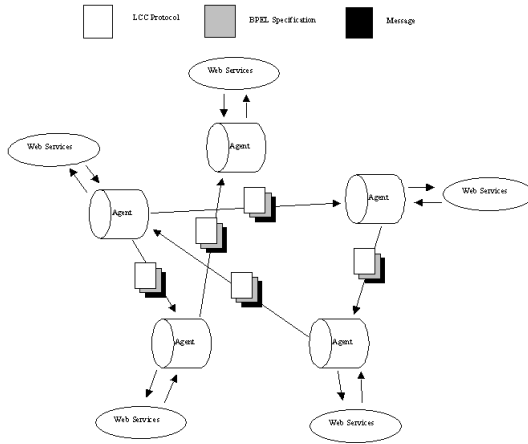 LCC Protocol
BPEL Specification
Message
Web Services
Web Services
Agent
Agent
Agent
Web Services
Agent
Agent
Web Services
Web Services